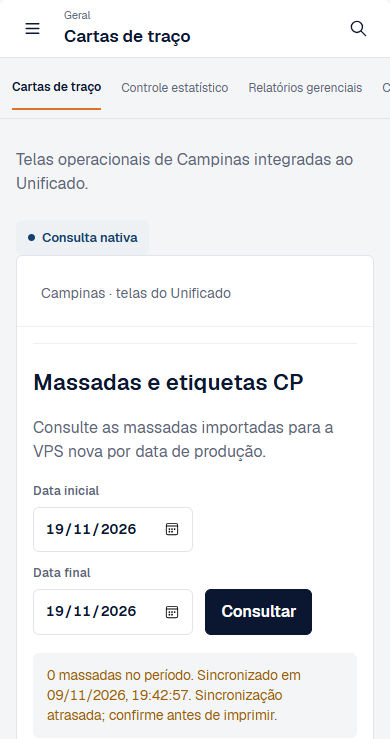 Geral
Cartas de traço
Cartas de traço
Controle estatístico
Relatórios gerenciais
C
Telas operacionais de Campinas integradas ao
Unificado.
Consulta nativa
Campinas · telas do Unificado
Massadas e etiquetas CP
Consulte as massadas importadas para a
VPS nova por data de produção.
Data inicial
19/11/2026
Data final
19/11/2026
Consultar
0 massadas no período. Sincronizado em
09/11/2026, 19:42:57. Sincronização
atrasada; confirme antes de imprimir.